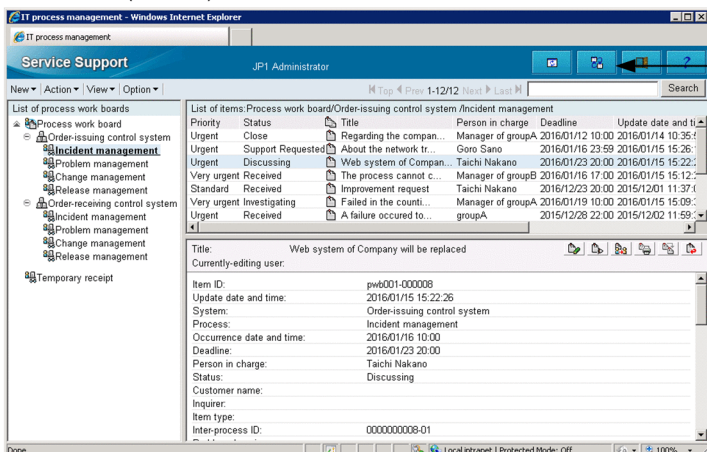 IT process management - Windows Internet Explorer
IT process management
Service Support
JP1 Administrator
?
New Action View Option
Top Prev 1-12/12 Next Last
Search
List of process work boards
Process work board
Order-issuing control system
Incident management
Problem management
Change management
Release management
Order-receiving control system
Incident management
Problem management
Change management
Release management
Temporary receipt
List of items:Process work board/Order-issuing control system /Incident management
Priority Status Title Person in charge Deadline Update date and ti
Urgent Close Regarding the compan... Manager of groupA 2016/01/12 10:00 2016/01/14 10:35:
Urgent Support Requested About the network tr... Goro Sano 2016/01/16 23:59 2016/01/15 15:26:
Urgent Discussing Web system of Compan... Taichi Nakano 2016/01/23 20:00 2016/01/15 15:22:
Very urgent Received The process cannot c... Manager of groupB 2016/01/16 17:00 2016/01/15 15:12:
Standard Received Improvement request Taichi Nakano 2016/12/23 20:00 2015/12/01 11:37:
Very urgent Investigating Failed in the counti... Manager of groupA 2016/01/19 10:00 2016/01/15 15:09:
Urgent Received A failure occured to... groupA 2015/12/28 22:00 2015/12/02 11:59:
Title: Web system of Company will be replaced
Currently-editing user:
Item ID: pwb001-000008
Update date and time: 2016/01/15 15:22:26
System: Order-issuing control system
Process: Incident management
Occurrence date and time: 2016/01/16 10:00
Deadline: 2016/01/23 20:00
Person in charge: Taichi Nakano
Status: Discussing
Customer name:
Inquirer:
Item type:
Inter-process ID: 0000000008-01
Done Local intranet | Protected Mode: Off 100%